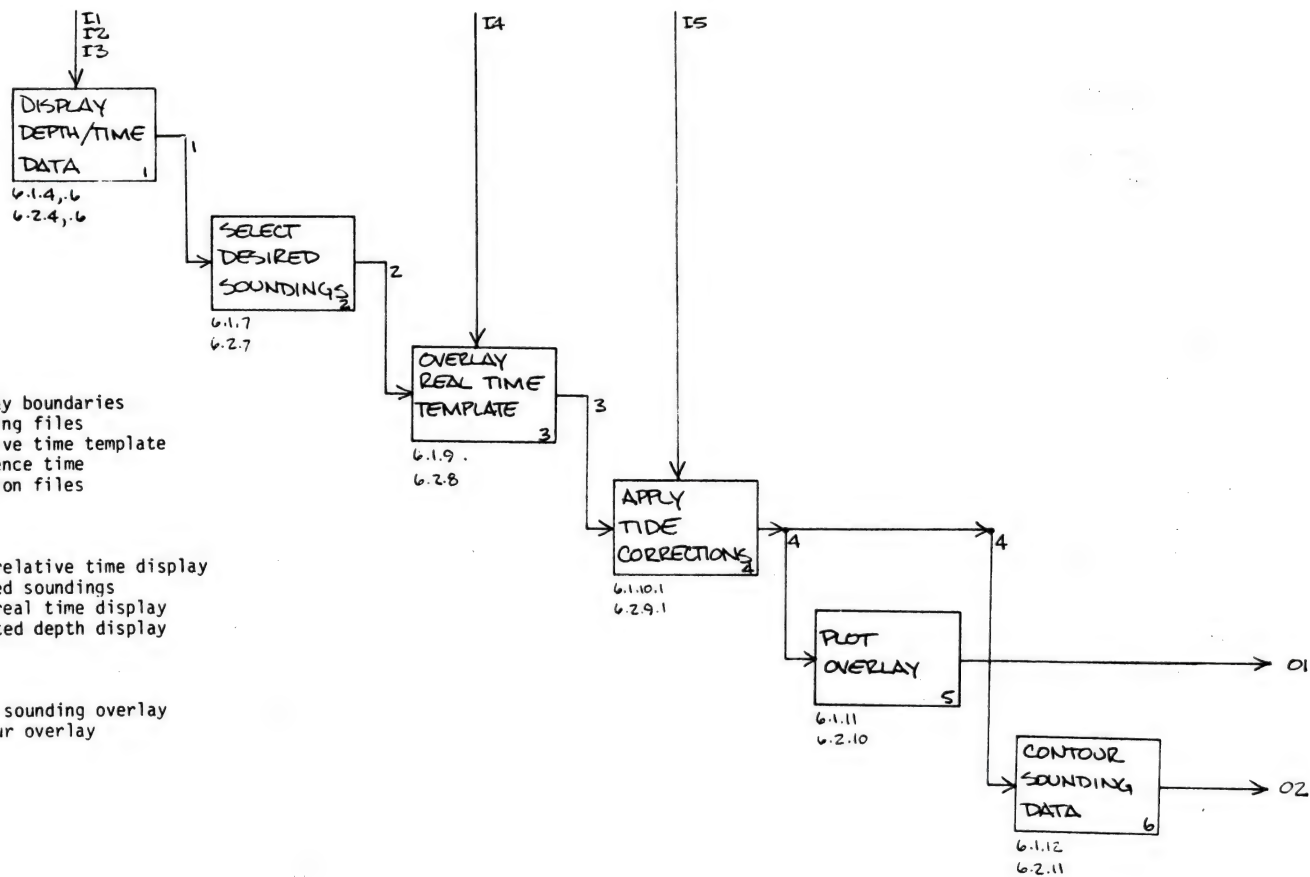 I1
I2
I3
I4
I5
DISPLAY
DEPTH/TIME
DATA
1
1
6.1.4,.6
6.2.4,.6
SELECT
DESIRED
SOUNDINGS
2
2
6.1.7
6.2.7
OVERLAY
REAL TIME
TEMPLATE
3
3
6.1.9.
6.2.8
APPLY
TIDE
CORRECTIONS
4
4
4
6.1.10.1
6.2.9.1
PLOT
OVERLAY
5
O1
6.1.11
6.2.10
CONTOUR
SOUNDING
DATA
6
O2
6.1.12
6.2.11
y boundaries
ng files
ve time template
ence time
on files
relative time display
ed soundings
real time display
ted depth display
sounding overlay
ur overlay